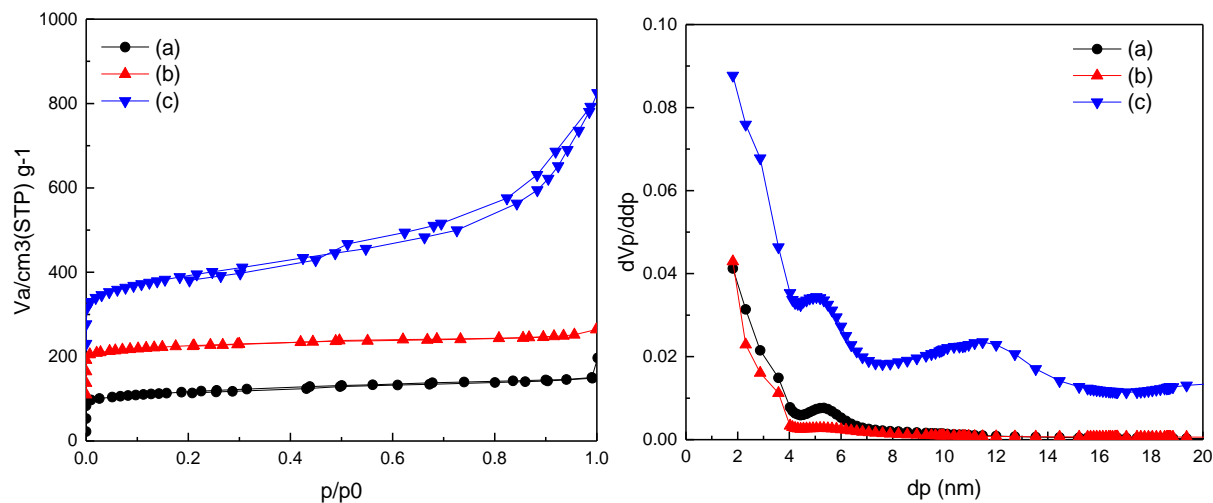 1000
800
600
400
200
0
Va/cm3(STP) g-1
(a)
(b)
(c)
0.0 0.2 0.4 0.6 0.8 1.0
p/p0
0.10
0.08
0.06
0.04
0.02
0.00
dVp/ddp
(a)
(b)
(c)
0 2 4 6 8 10 12 14 16 18 20
dp (nm)